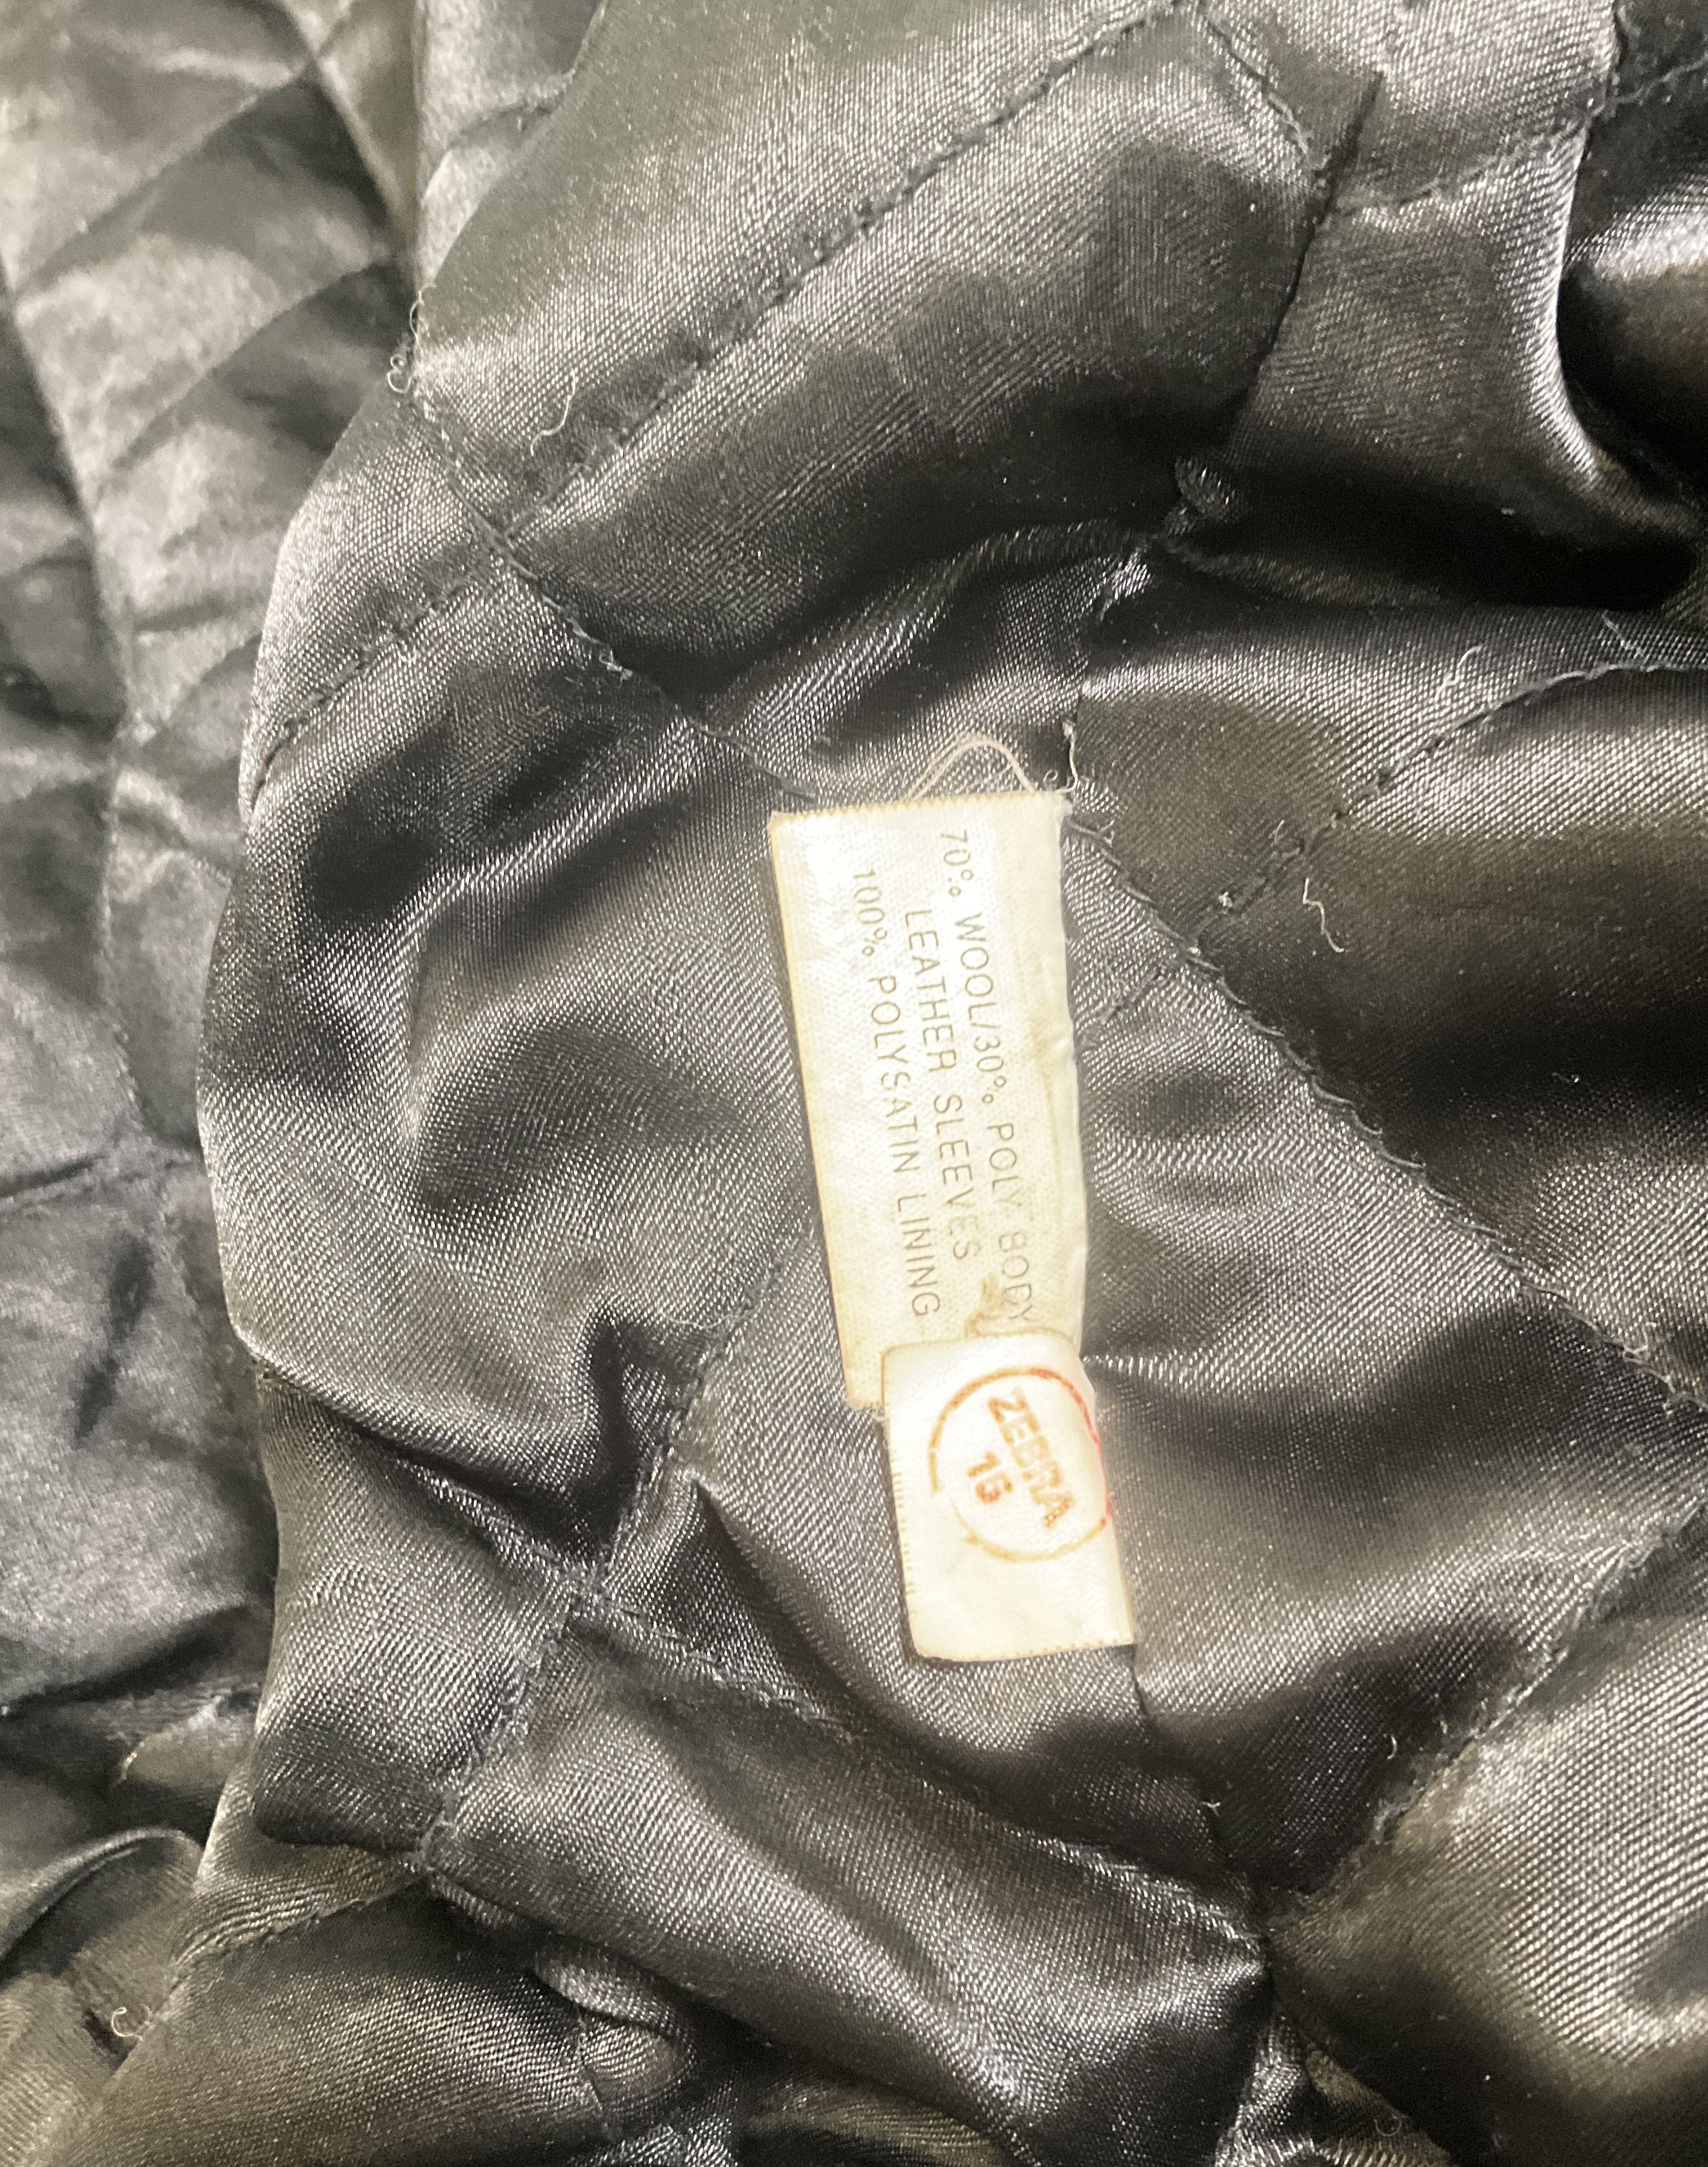 70% WOOL/30% POLY BODY
LEATHER SLEEVES
100% POLYSATIN LINING
ZEBRA
16